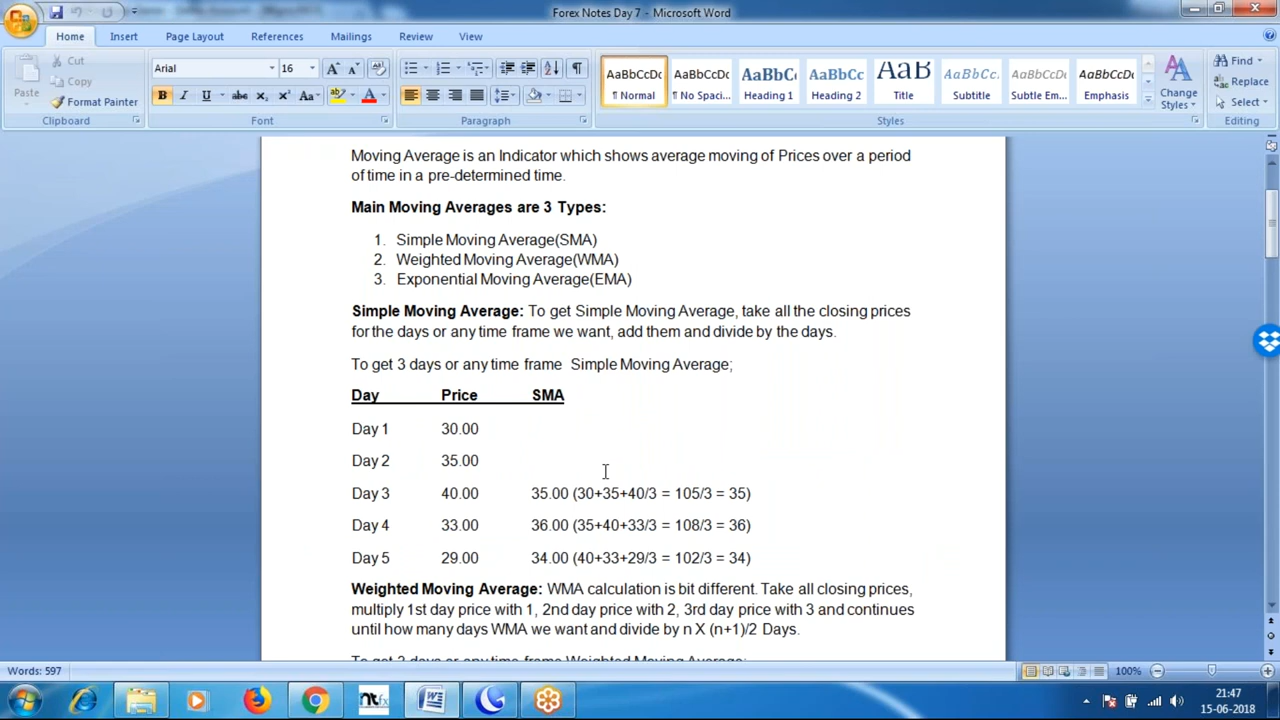 Forex Notes Day 7 - Microsoft Word
Home Insert Page Layout References Mailings Review View
Paste
Cut
Copy
Format Painter
Clipboard
Arial 16
Font
Paragraph
AaBbCcDc AaBbCcDc AaBbC AaBbCc AaB AaBbCc. AaBbCcDc AaBbCcDc
¶ Normal ¶ No Spaci... Heading 1 Heading 2 Title Subtitle Subtle Em... Emphasis
Change Styles
Styles
Find
Replace
Select
Editing
Moving Average is an Indicator which shows average moving of Prices over a period
of time in a pre-determined time.
Main Moving Averages are 3 Types:
1. Simple Moving Average(SMA)
2. Weighted Moving Average(WMA)
3. Exponential Moving Average(EMA)
Simple Moving Average: To get Simple Moving Average, take all the closing prices
for the days or any time frame we want, add them and divide by the days.
To get 3 days or any time frame Simple Moving Average;
Day Price SMA
Day 1 30.00
Day 2 35.00
Day 3 40.00 35.00 (30+35+40/3 = 105/3 = 35)
Day 4 33.00 36.00 (35+40+33/3 = 108/3 = 36)
Day 5 29.00 34.00 (40+33+29/3 = 102/3 = 34)
Weighted Moving Average: WMA calculation is bit different. Take all closing prices,
multiply 1st day price with 1, 2nd day price with 2, 3rd day price with 3 and continues
until how many days WMA we want and divide by n X (n+1)/2 Days.
Words: 597
100%
ntfx
21:47
15-06-2018